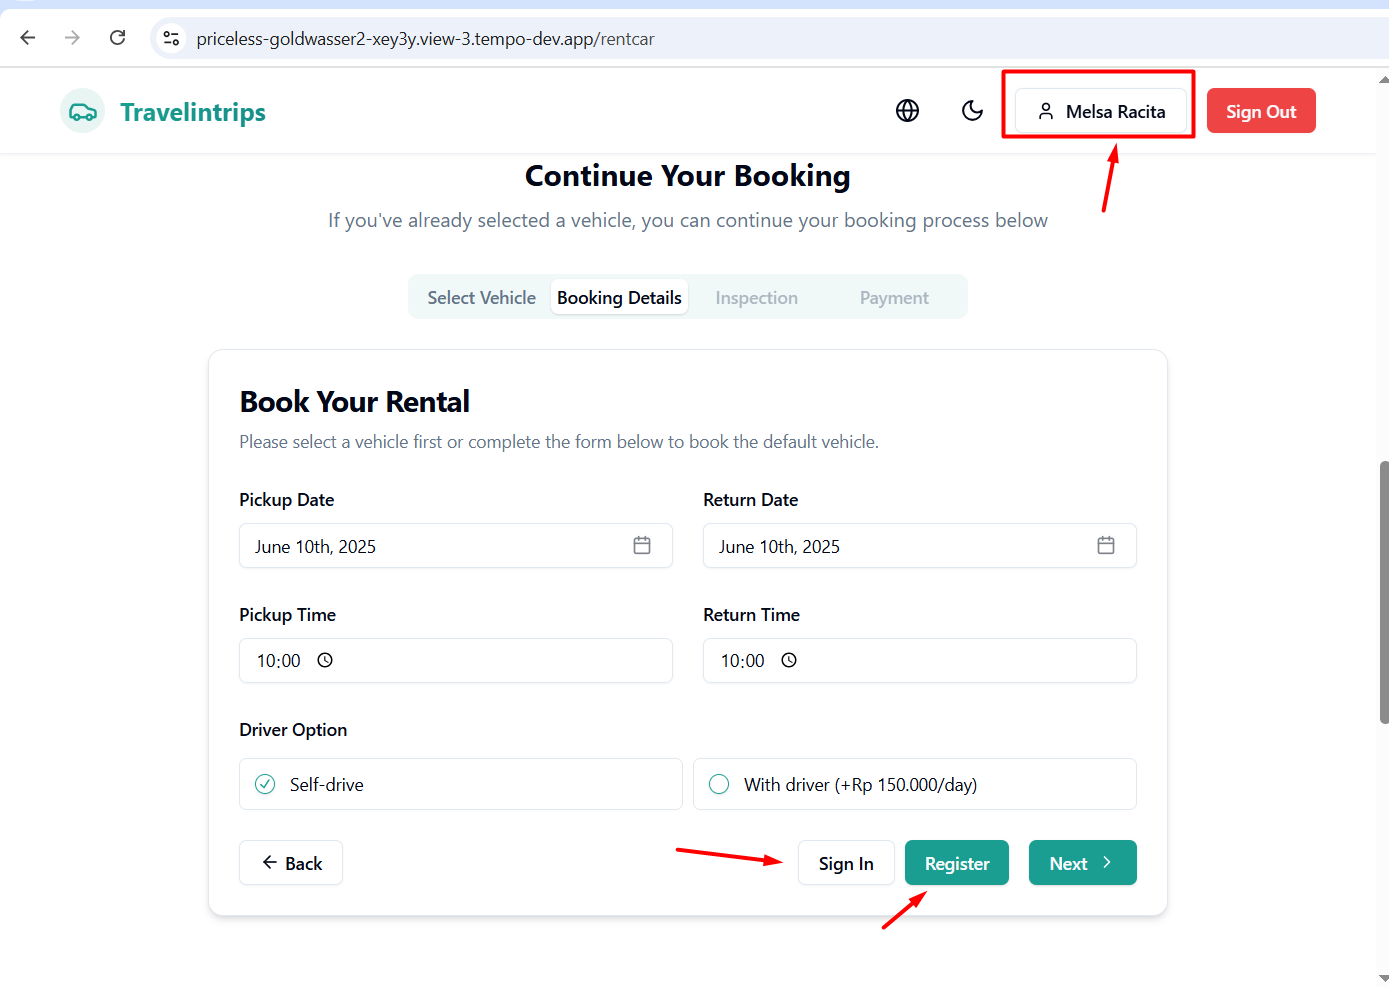 priceless-goldwasser2-xey3y.view-3.tempo-dev.app/rentcar
Travelintrips
Melsa Racita
Sign Out
Continue Your Booking
If you've already selected a vehicle, you can continue your booking process below
Select Vehicle Booking Details Inspection Payment
Book Your Rental
Please select a vehicle first or complete the form below to book the default vehicle.
Pickup Date Return Date
June 10th, 2025 June 10th, 2025
Pickup Time Return Time
10:00 10:00
Driver Option
Self-drive With driver (+Rp 150.000/day)
Back Sign In Register Next